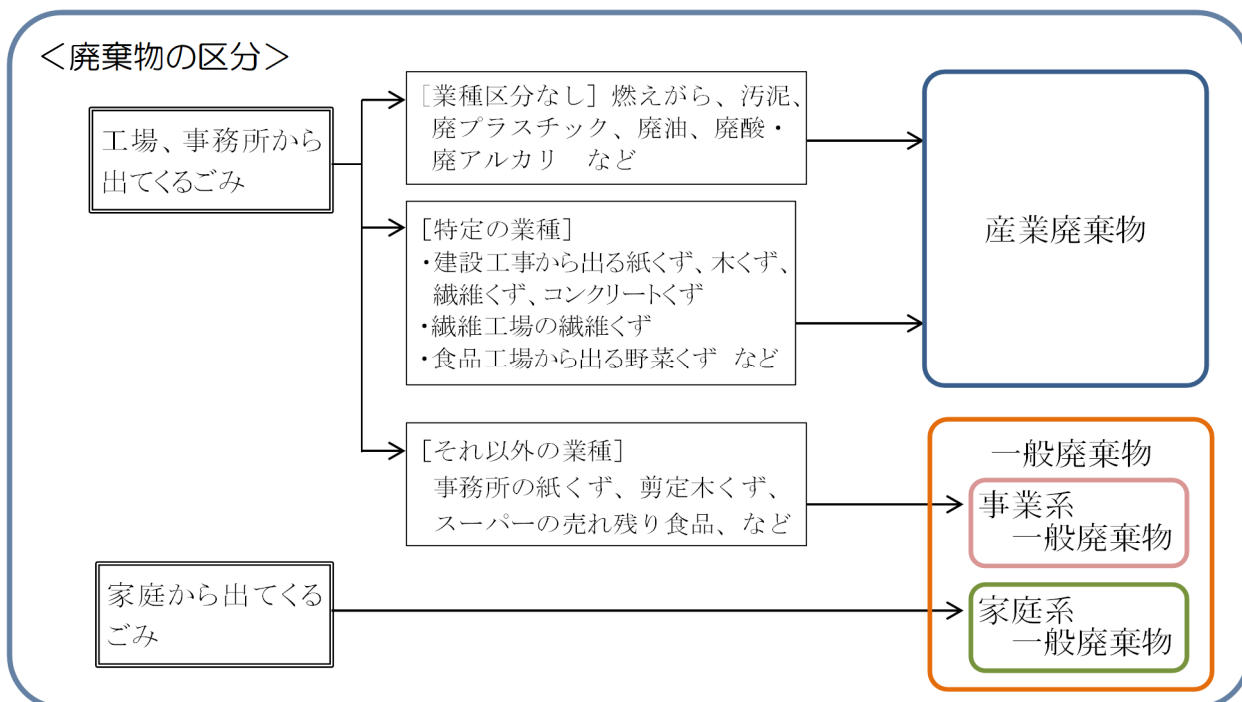 ＜廃棄物の区分＞
工場、事務所から
出てくるごみ
［業種区分なし］燃えがら、汚泥、
廃プラスチック、廃油、廃酸・
廃アルカリ　など
［特定の業種］
・建設工事から出る紙くず、木くず、
繊維くず、コンクリートくず
・繊維工場の繊維くず
・食品工場から出る野菜くず　など
産業廃棄物
［それ以外の業種］
事務所の紙くず、剪定木くず、
スーパーの売れ残り食品、など
一般廃棄物
事業系
一般廃棄物
家庭から出てくる
ごみ
家庭系
一般廃棄物